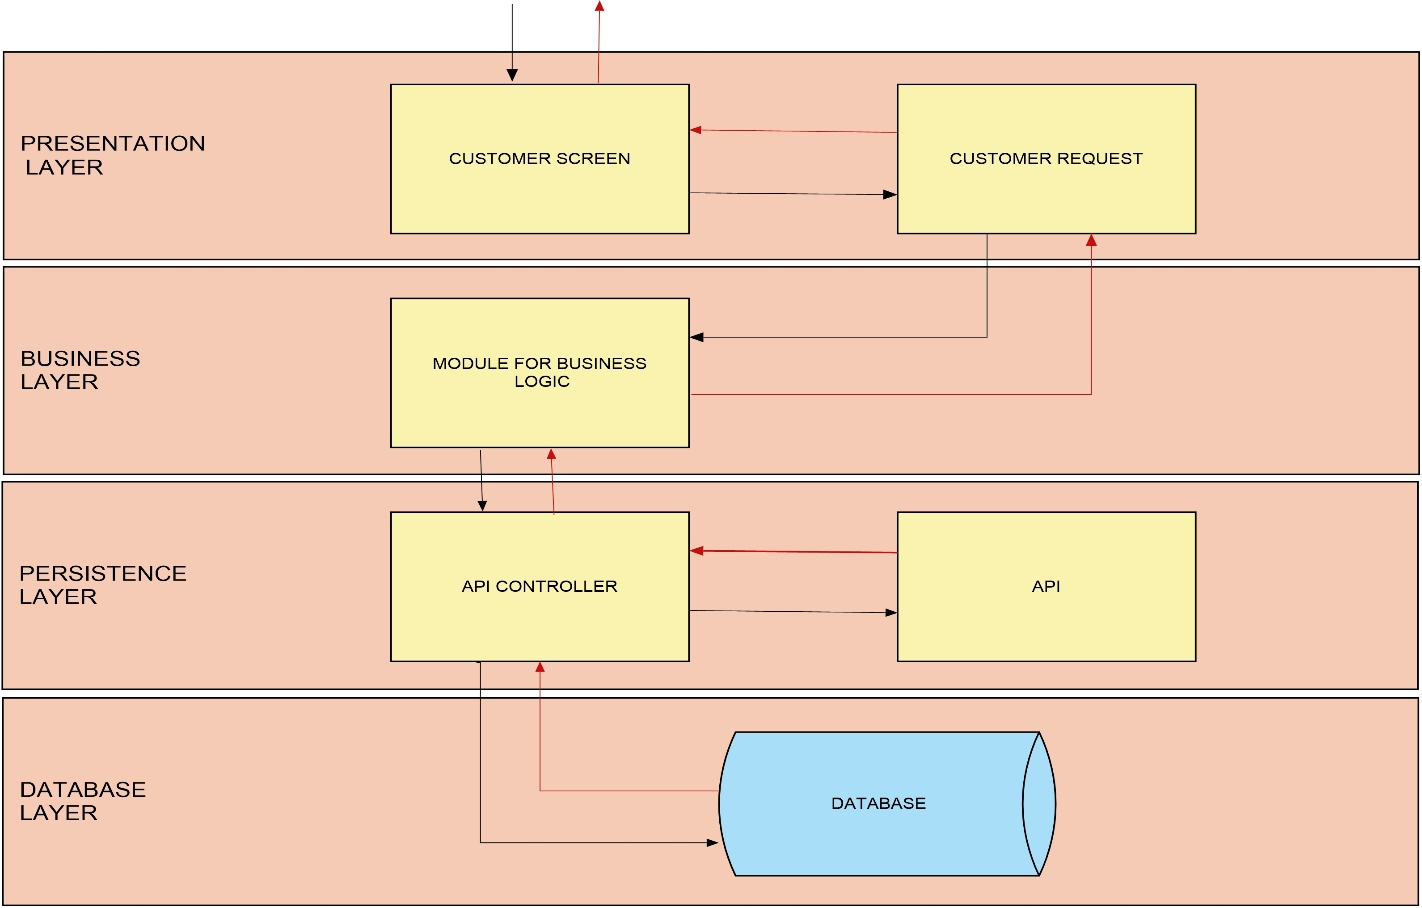 PRESENTATION
LAYER
CUSTOMER SCREEN
CUSTOMER REQUEST
BUSINESS
LAYER
MODULE FOR BUSINESS
LOGIC
PERSISTENCE
LAYER
API CONTROLLER
API
DATABASE
LAYER
DATABASE